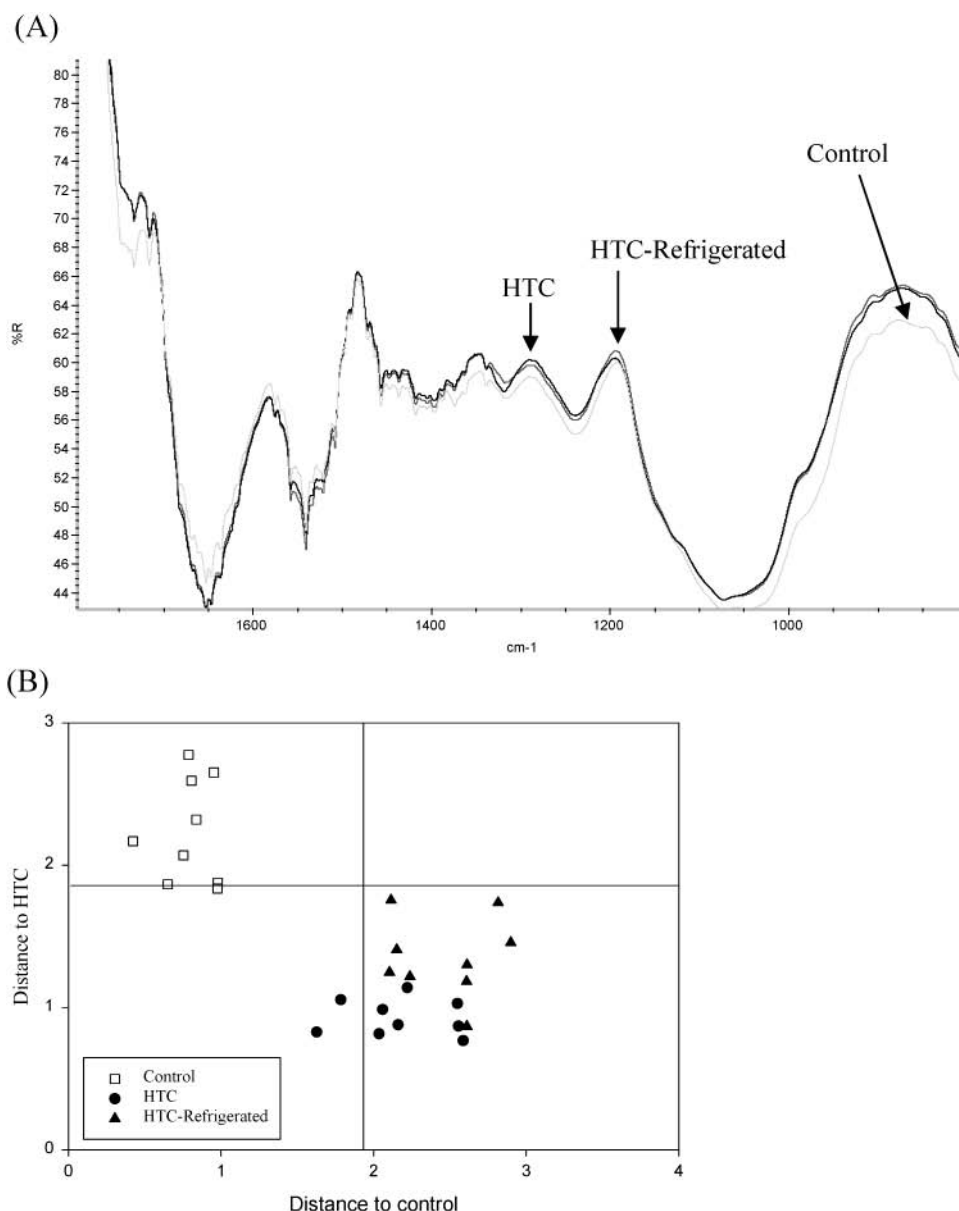 (A)
80
76
72
70
68
66
64
62
60
58
56
54
52
50
48
46
44
%R
Control
HTC-Refrigerated
HTC
1600
1400
1200
1000
cm-1
(B)
3
2
1
0
Distance to HTC
Control
HTC
HTC-Refrigerated
0
1
2
3
4
Distance to control